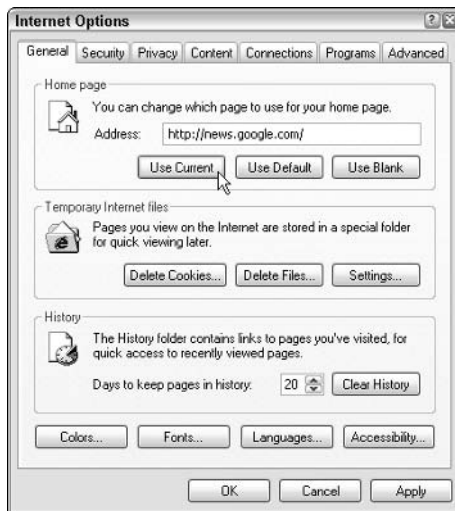 Internet Options
General Security Privacy Content Connections Programs Advanced
Home page
You can change which page to use for your home page.
Address: http://news.google.com/
Use Current Use Default Use Blank
Temporary Internet files
Pages you view on the Internet are stored in a special folder
for quick viewing later.
Delete Cookies... Delete Files... Settings...
History
The History folder contains links to pages you've visited, for
quick access to recently viewed pages.
Days to keep pages in history: 20 Clear History
Colors... Fonts... Languages... Accessibility...
OK Cancel Apply